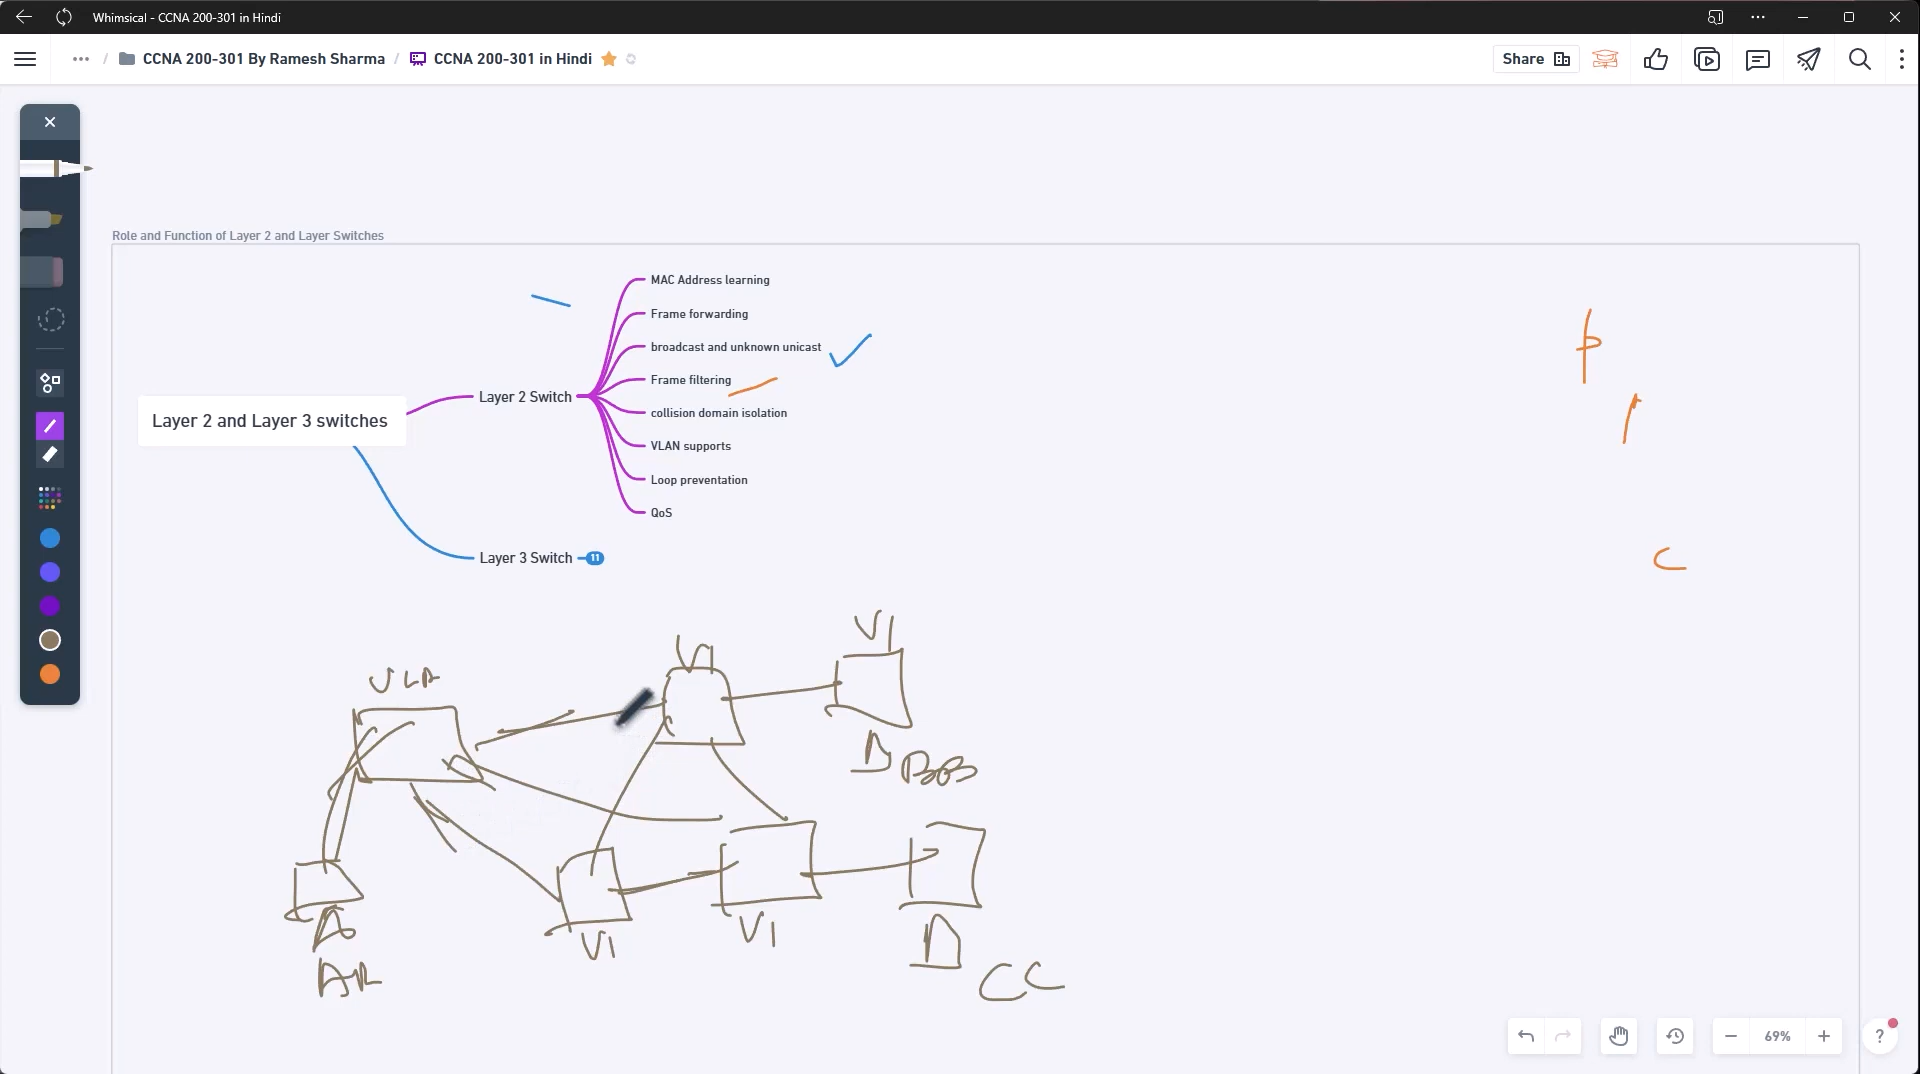 Whimsical - CCNA 200-301 in Hindi
CCNA 200-301 By Ramesh Sharma / CCNA 200-301 in Hindi
Share
Role and Function of Layer 2 and Layer Switches
MAC Address learning
Frame forwarding
broadcast and unknown unicast
Frame filtering
Layer 2 Switch
collision domain isolation
Layer 2 and Layer 3 switches
VLAN supports
Loop preventation
QoS
Layer 3 Switch
11
V1
V1
D
V1
V1
D
CC
69%